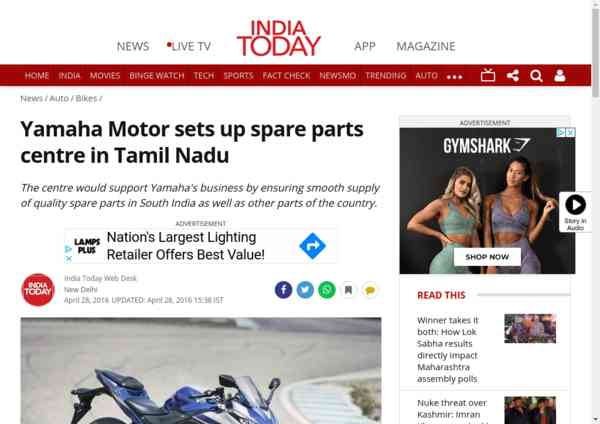 NEWS
LIVE TV
INDIA
TODAY
APP
MAGAZINE
HOME INDIA MOVIES BINGE WATCH TECH SPORTS FACT CHECK NEWSMO TRENDING AUTO
News / Auto / Bikes /
Yamaha Motor sets up spare parts
centre in Tamil Nadu
The centre would support Yamaha's business by ensuring smooth supply
of quality spare parts in South India as well as other parts of the country.
ADVERTISEMENT
LAMPS
PLUS
Nation's Largest Lighting
Retailer Offers Best Value!
INDIA
TODAY
India Today Web Desk
New Delhi
April 28, 2016 UPDATED: April 28, 2016 15:38 IST
ADVERTISEMENT
GYMSHARK
SHOP NOW
Story in
Audio
READ THIS
Winner takes it
both: How Lok
Sabha results
directly impact
Maharashtra
assembly polls
Nuke threat over
Kashmir: Imran